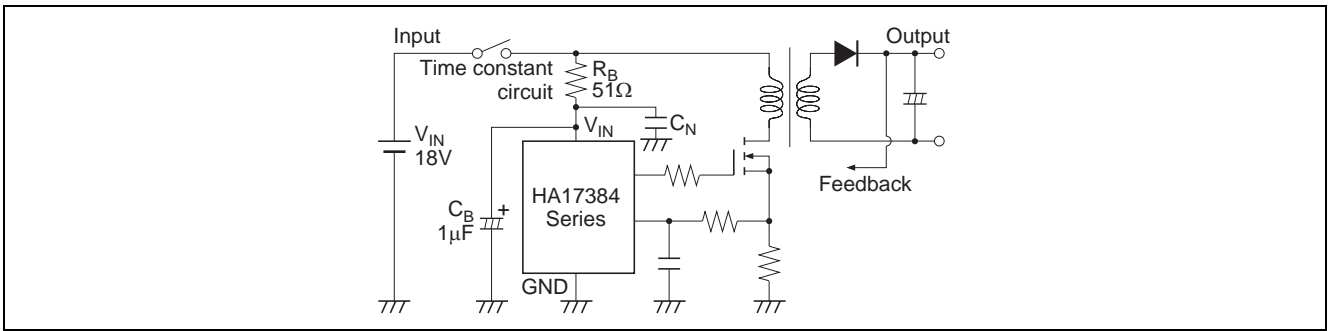 Input
Output
Time constant
circuit
R_B
51Ω
V_IN
C_N
V_IN
18V
HA17384
Series
Feedback
C_B
+
1μF
GND